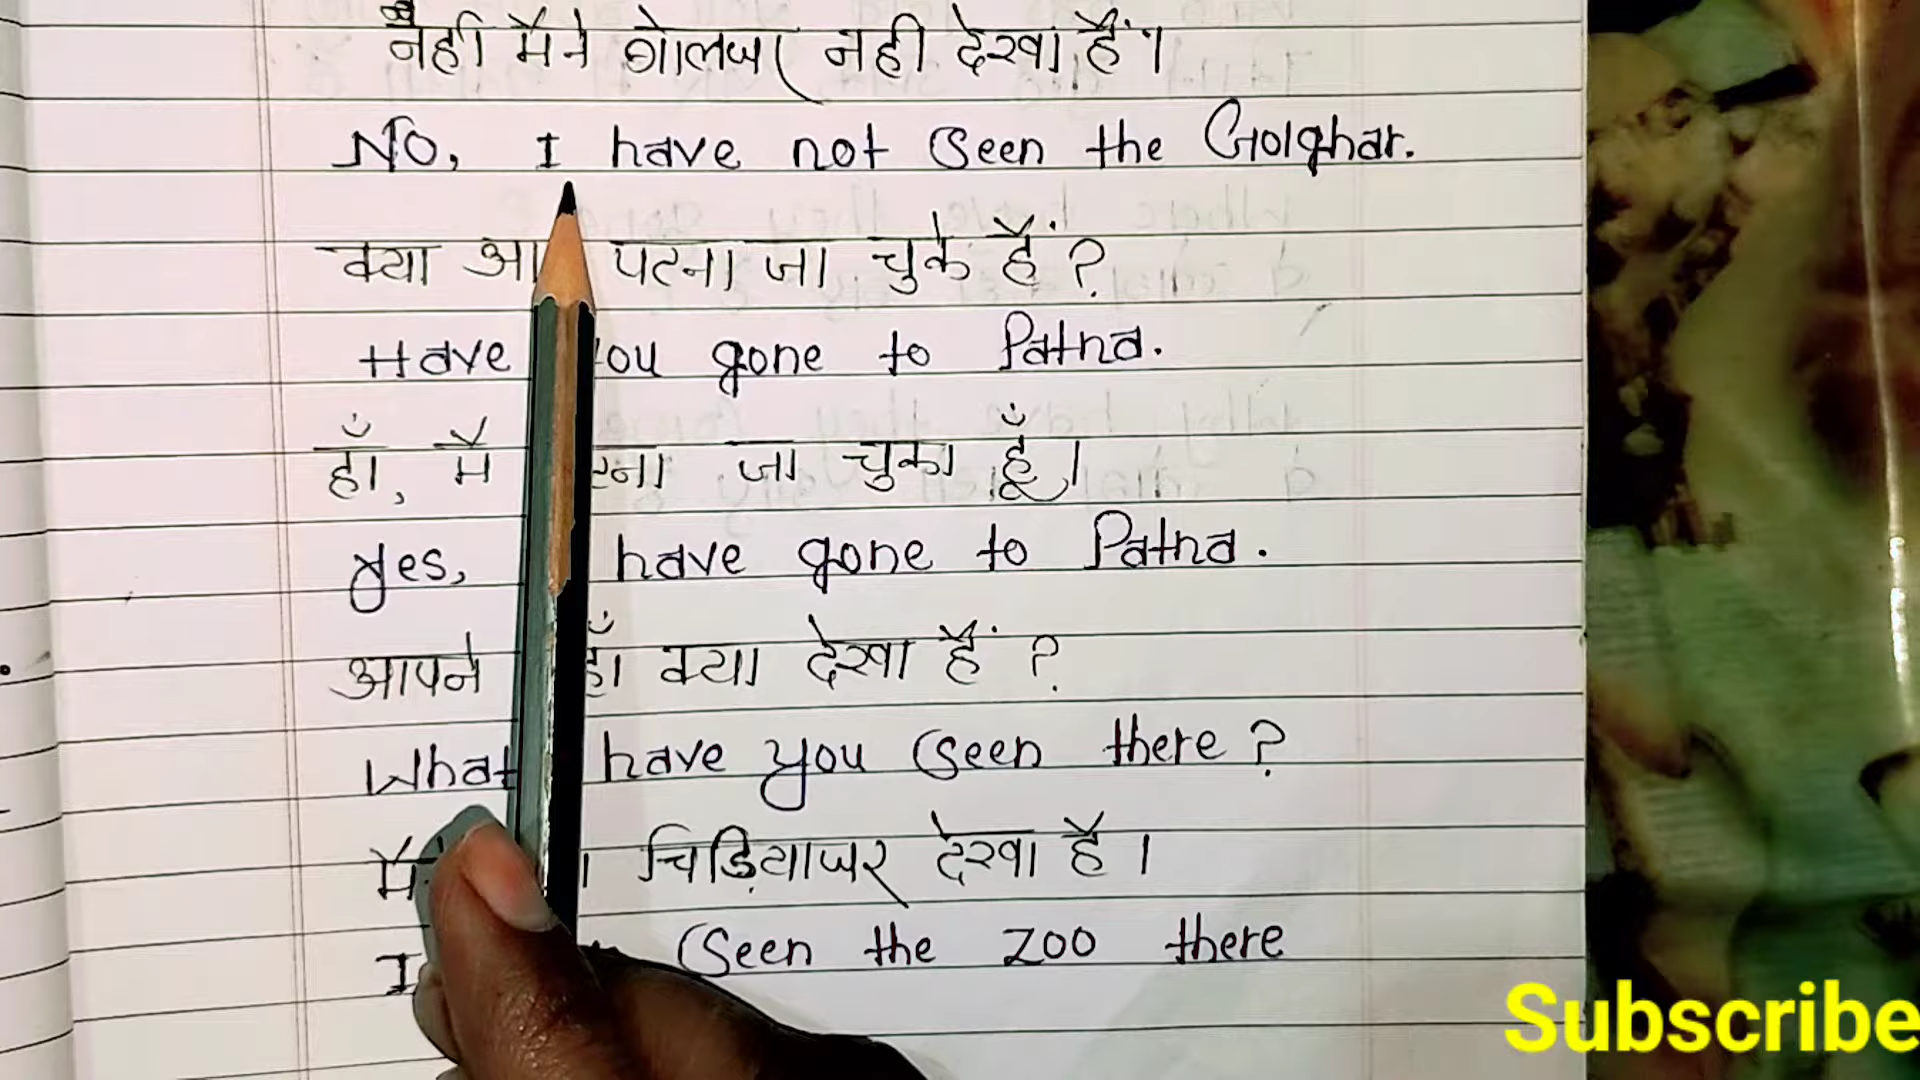 नहीं मैने गोलघर नही देखा हैं।
No, I have not seen the Golghar.
क्या पटना जा चुके हैं?
Have gone to Patna.
हाँ, मै जा चुका हूँ।
Yes, have gone to Patna.
आपने क्या देखा हैं ?
What have you seen there?
चिड़ियाघर देखा है ।
I seen the zoo there
Subscribe